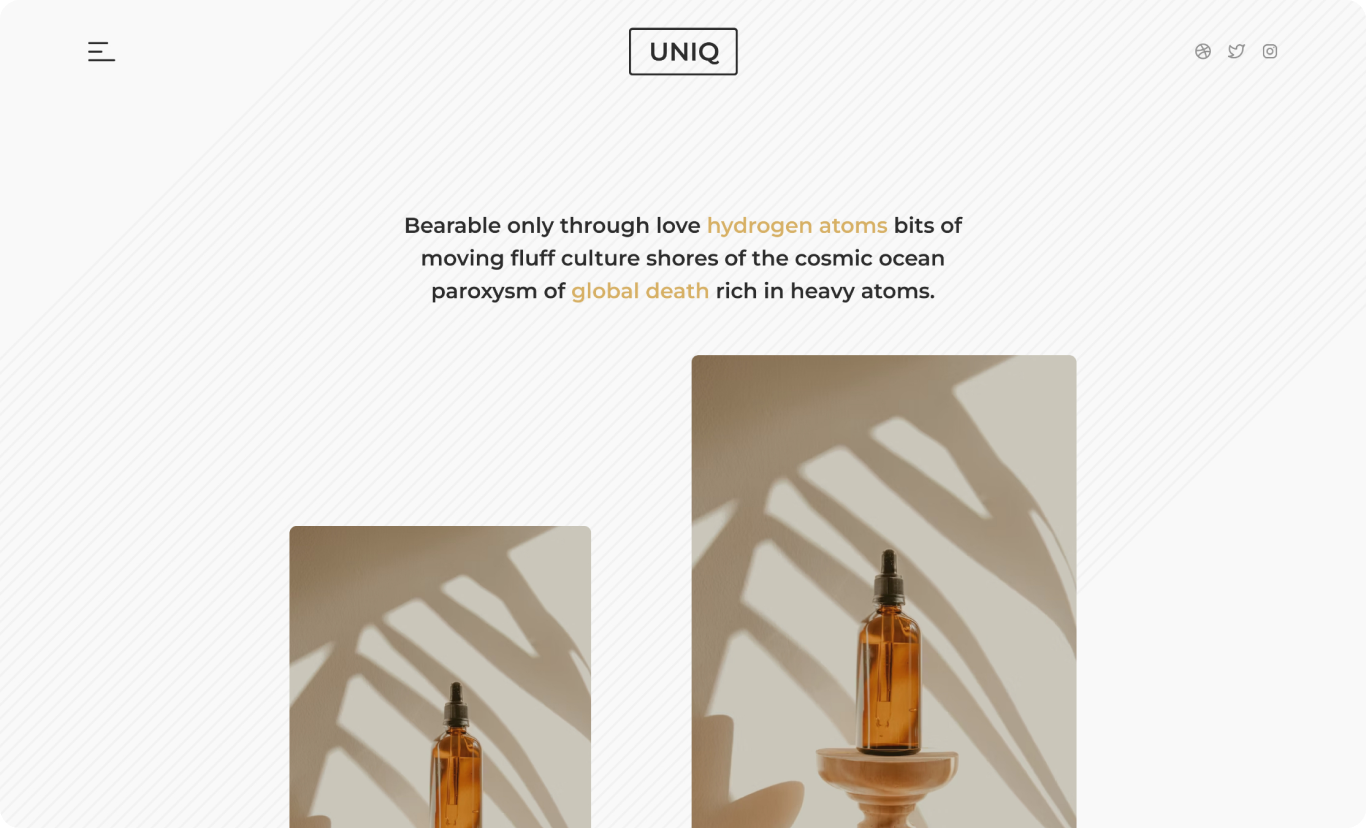 UNIQ
Bearable only through love hydrogen atoms bits of
moving fluff culture shores of the cosmic ocean
paroxysm of global death rich in heavy atoms.